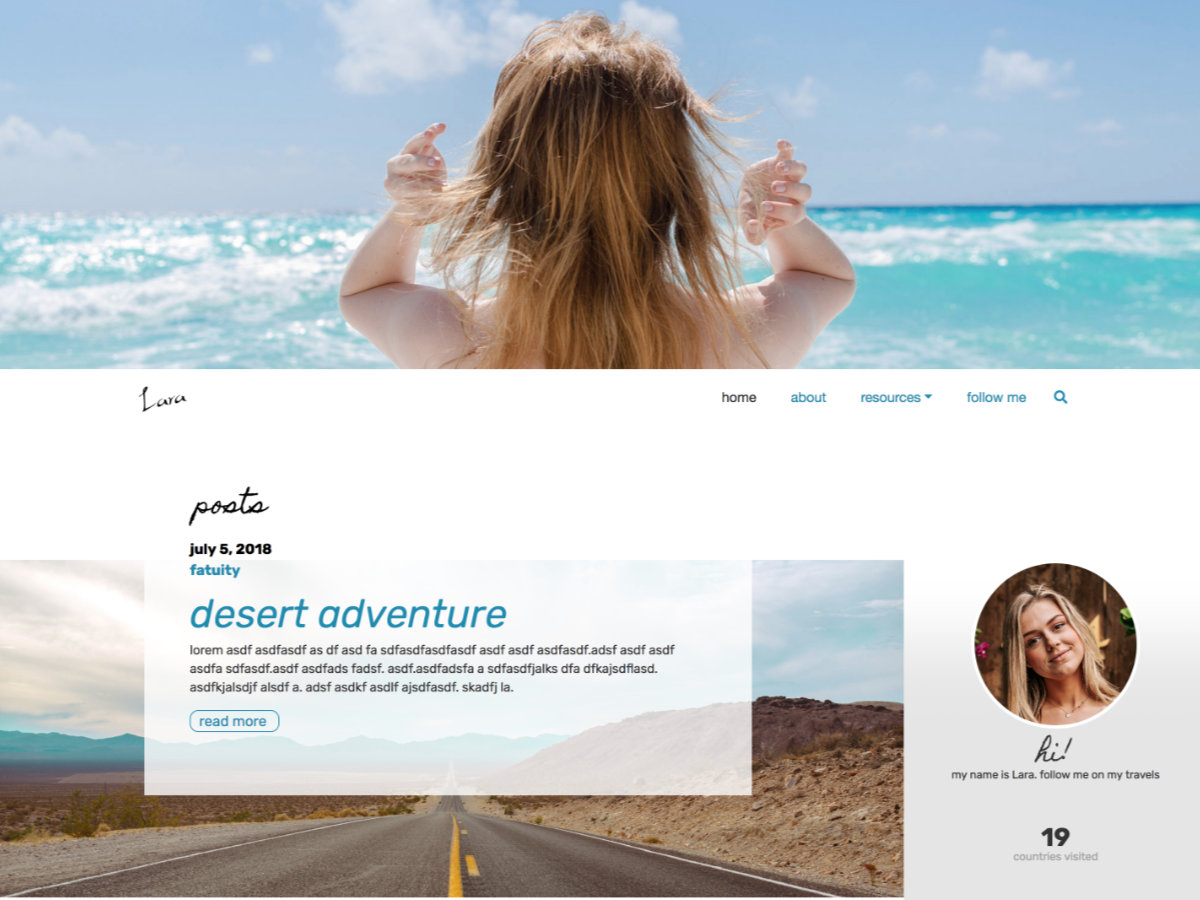 Lara
home about resources follow me
posts
july 5, 2018
fatuity
desert adventure
lorem asdf asdfasdf as df asd fa sdfasdfasdfasdf asdf asdf asdfasdf.adsf asdf asdf
asdfa sdfasdf.asdf asdfads fadsf. asdf.asdfadsfa a sdfasdfjalks dfa dfkajsdflasd.
asdfkjalsdjf alsdf a. adsf asdkf asdlf ajsdfasdf. skadfj la.
read more
hi!
my name is Lara. follow me on my travels
19
countries visited